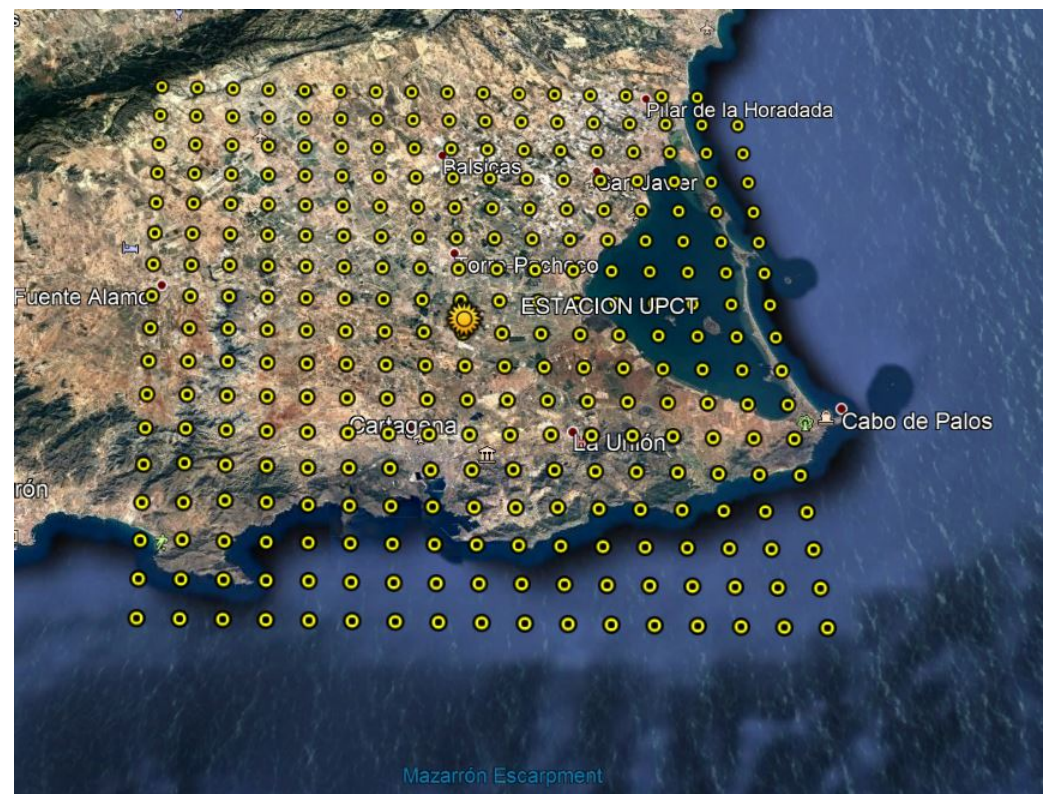 Pilar de la Horadada
Balsicas
San Javier
Torre-Pacheco
Fuente Alamo
ESTACION UPCT
Cartagena
Cabo de Palos
La Unión
rón
Mazarrón Escarpment